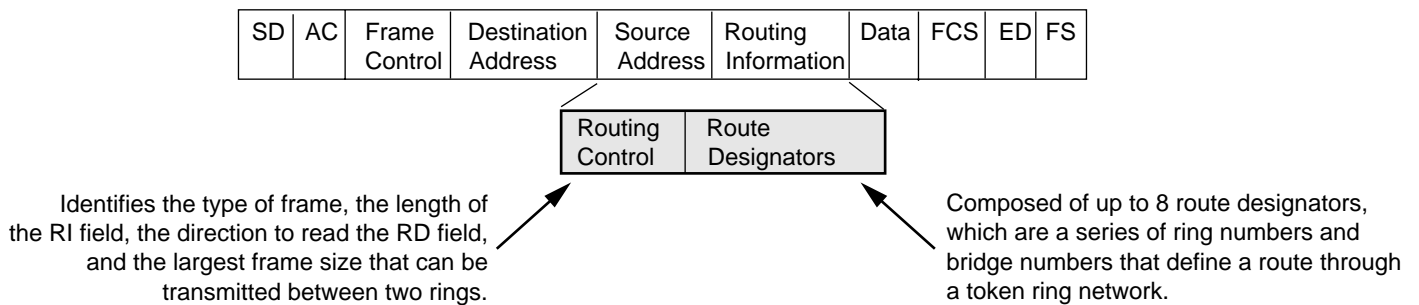 SD AC Frame Destination Source Routing Data FCS ED FS
Control Address Address Information
Routing Route
Control Designators
Identifies the type of frame, the length of
the RI field, the direction to read the RD field,
and the largest frame size that can be
transmitted between two rings.
Composed of up to 8 route designators,
which are a series of ring numbers and
bridge numbers that define a route through
a token ring network.